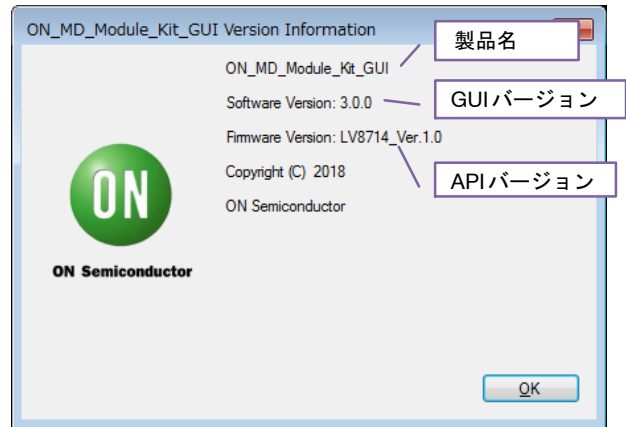 ON_MD_Module_Kit_GUI Version Information
製品名
ON_MD_Module_Kit_GUI
Software Version: 3.0.0
GUIバージョン
Firmware Version: LV8714_Ver.1.0
Copyright (C) 2018
APIバージョン
ON Semiconductor
ON
ON Semiconductor
OK